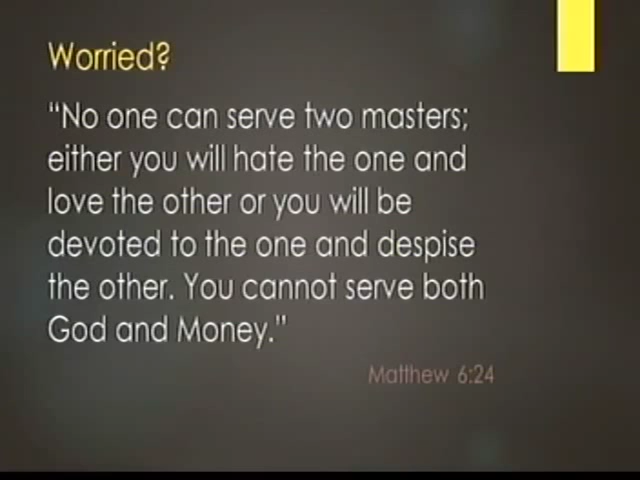 Worried?
“No one can serve two masters;
either you will hate the one and
love the other or you will be
devoted to the one and despise
the other. You cannot serve both
God and Money.”
Matthew 6:24